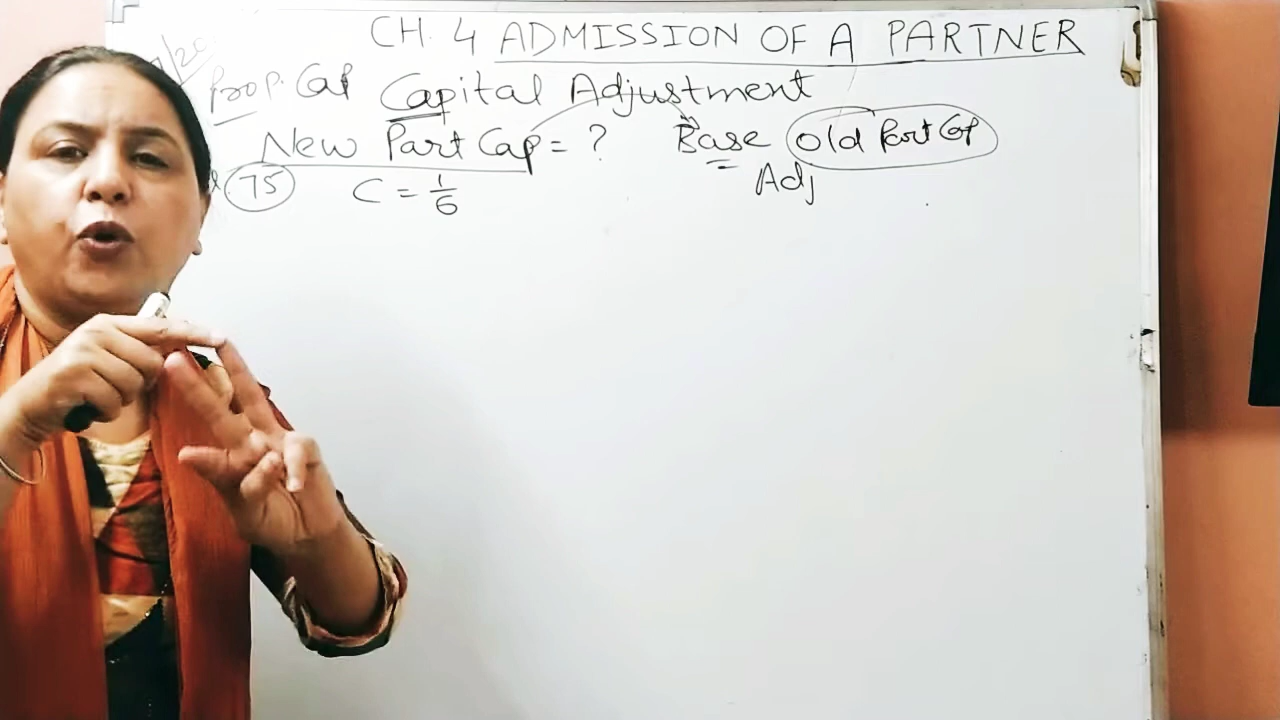 CH. 4 ADMISSION OF A PARTNER
Prop. Cap Capital Adjustment
New Part Cap = ? Base Old Part Cap
75 C = 1/6 Adj